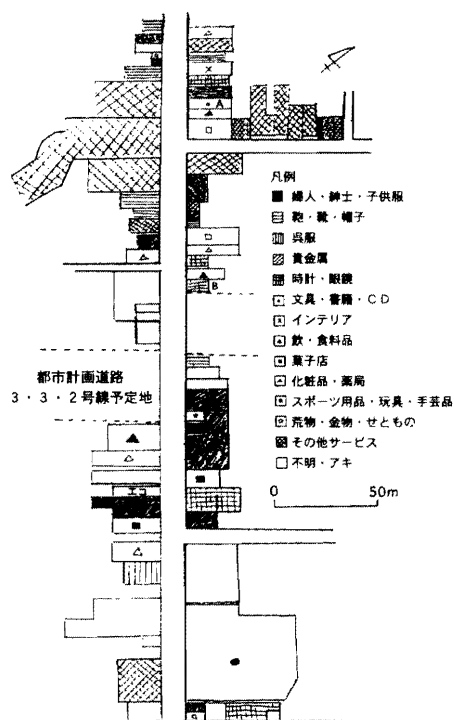 A
B
エコ
都市計画道路
3・3・2号線予定地
凡例
婦人・紳士・子供服
鞄・靴・帽子
呉服
貴金属
時計・眼鏡
文具・書籍・CD
インテリア
飲・食料品
菓子店
化粧品・薬局
スポーツ用品・玩具・手芸品
荒物・金物・せともの
その他サービス
不明・アキ
0 50m